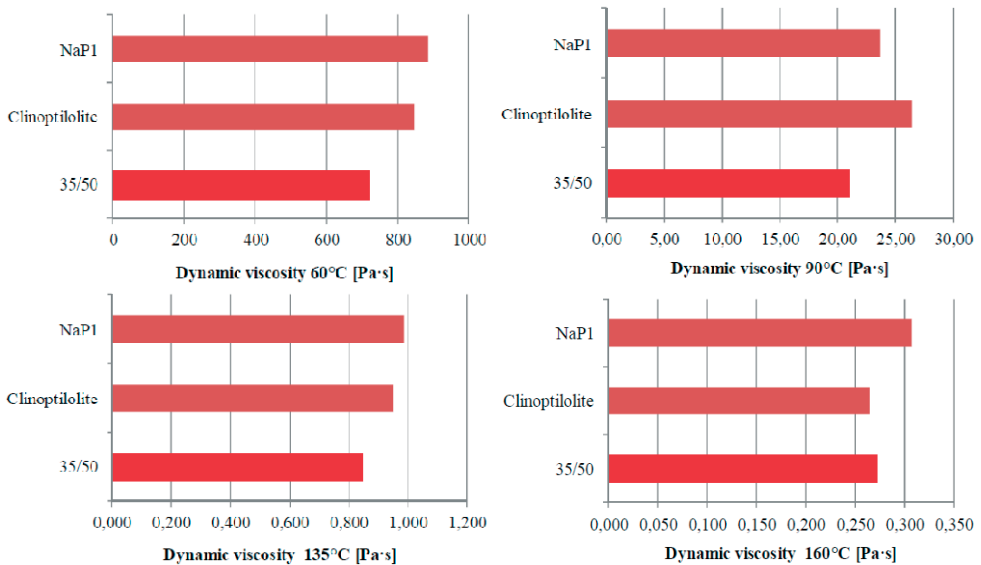 NaP1
Clinoptilolite
35/50
0 200 400 600 800 1000
Dynamic viscosity 60°C [Pa·s]
NaP1
Clinoptilolite
35/50
0,00 5,00 10,00 15,00 20,00 25,00 30,00
Dynamic viscosity 90°C [Pa·s]
NaP1
Clinoptilolite
35/50
0,000 0,200 0,400 0,600 0,800 1,000 1,200
Dynamic viscosity 135°C [Pa·s]
NaP1
Clinoptilolite
35/50
0,000 0,050 0,100 0,150 0,200 0,250 0,300 0,350
Dynamic viscosity 160°C [Pa·s]